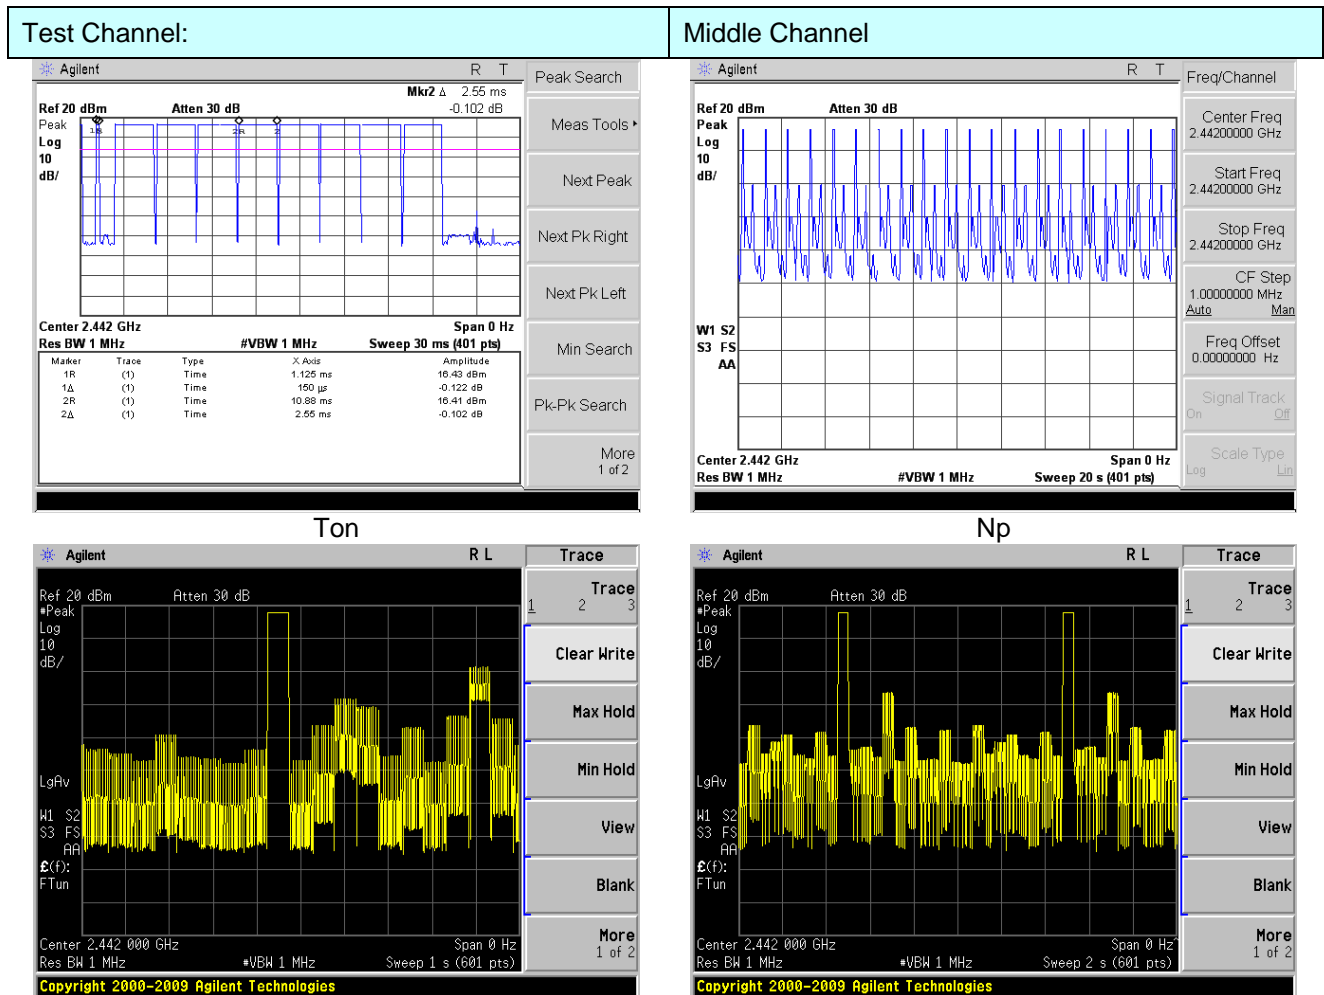 Test Channel:
Middle Channel
Agilent
R T
Peak Search
Mkr2 Δ 2.55 ms
-0.102 dB
Ref 20 dBm
Atten 30 dB
Peak
Log
10
dB/
1R
2R
2
Meas Tools
Next Peak
Next Pk Right
Next Pk Left
Min Search
Pk-Pk Search
More
1 of 2
Center 2.442 GHz
Span 0 Hz
Res BW 1 MHz
#VBW 1 MHz
Sweep 30 ms (401 pts)
Marker Trace Type X Axis Amplitude
1R (1) Time 1.125 ms 16.43 dBm
1Δ (1) Time 150 µs -0.122 dB
2R (1) Time 10.88 ms 16.41 dBm
2Δ (1) Time 2.55 ms -0.102 dB
Agilent
R T
Freq/Channel
Ref 20 dBm
Atten 30 dB
Peak
Log
10
dB/
W1 S2
S3 FS
AA
Center Freq
2.44200000 GHz
Start Freq
2.44200000 GHz
Stop Freq
2.44200000 GHz
CF Step
1.00000000 MHz
Auto Man
Freq Offset
0.00000000 Hz
Signal Track
On Off
Scale Type
Log Lin
Center 2.442 GHz
Span 0 Hz
Res BW 1 MHz
#VBW 1 MHz
Sweep 20 s (401 pts)
Ton
Np
Agilent
R L
Trace
Ref 20 dBm
Atten 30 dB
#Peak
Log
10
dB/
LgAv
W1 S2
S3 FS
AA
£(f):
FTun
Trace
1 2 3
Clear Write
Max Hold
Min Hold
View
Blank
More
1 of 2
Center 2.442 000 GHz
Span 0 Hz
Res BW 1 MHz
#VBW 1 MHz
Sweep 1 s (601 pts)
Copyright 2000-2009 Agilent Technologies
Agilent
R L
Trace
Ref 20 dBm
Atten 30 dB
#Peak
Log
10
dB/
LgAv
W1 S2
S3 FS
AA
£(f):
FTun
Trace
1 2 3
Clear Write
Max Hold
Min Hold
View
Blank
More
1 of 2
Center 2.442 000 GHz
Span 0 Hz^
Res BW 1 MHz
#VBW 1 MHz
Sweep 2 s (601 pts)
Copyright 2000-2009 Agilent Technologies